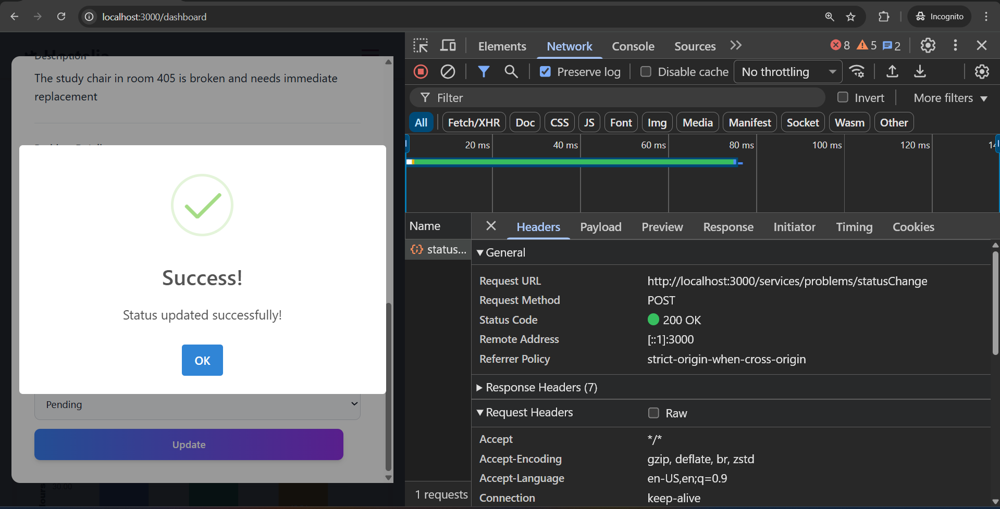 localhost:3000/dashboard
Incognito
Hostelia
Description
The study chair in room 405 is broken and needs immediate
replacement
Success!
Status updated successfully!
OK
Pending
Update
30.00
Elements
Network
Console
Sources
8
5
2
Preserve log
Disable cache
No throttling
Filter
Invert
More filters
All
Fetch/XHR
Doc
CSS
JS
Font
Img
Media
Manifest
Socket
Wasm
Other
20 ms
40 ms
60 ms
80 ms
100 ms
120 ms
Name
Headers
Payload
Preview
Response
Initiator
Timing
Cookies
status...
General
Request URL
http://localhost:3000/services/problems/statusChange
Request Method
POST
Status Code
200 OK
Remote Address
[::1]:3000
Referrer Policy
strict-origin-when-cross-origin
Response Headers (7)
Request Headers
Raw
Accept
*/*
Accept-Encoding
gzip, deflate, br, zstd
Accept-Language
en-US,en;q=0.9
Connection
keep-alive
1 requests